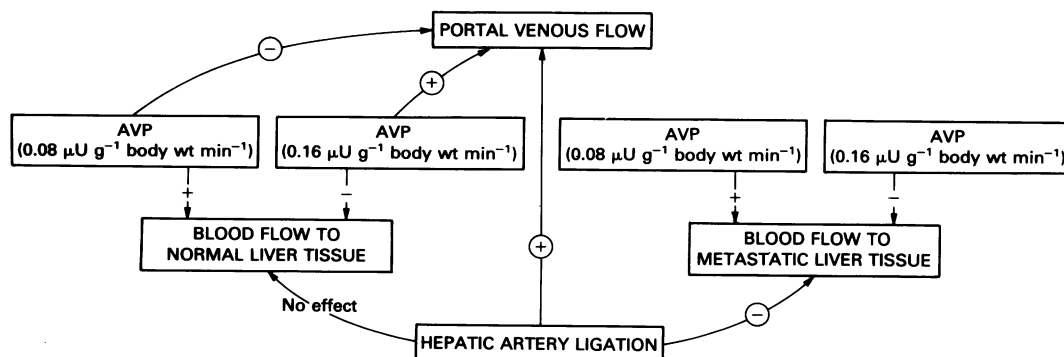 PORTAL VENOUS FLOW
−
+
AVP
(0.08 μU g⁻¹ body wt min⁻¹)
AVP
(0.16 μU g⁻¹ body wt min⁻¹)
AVP
(0.08 μU g⁻¹ body wt min⁻¹)
AVP
(0.16 μU g⁻¹ body wt min⁻¹)
+
−
+
−
BLOOD FLOW TO
NORMAL LIVER TISSUE
+
BLOOD FLOW TO
METASTATIC LIVER TISSUE
No effect
−
HEPATIC ARTERY LIGATION